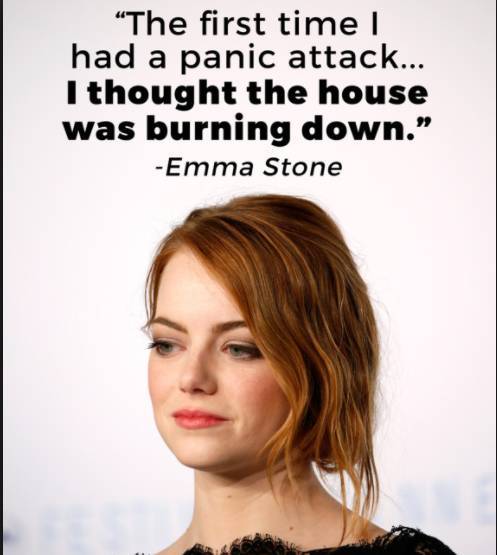 “The first time I
had a panic attack...
I thought the house
was burning down.”
-Emma Stone